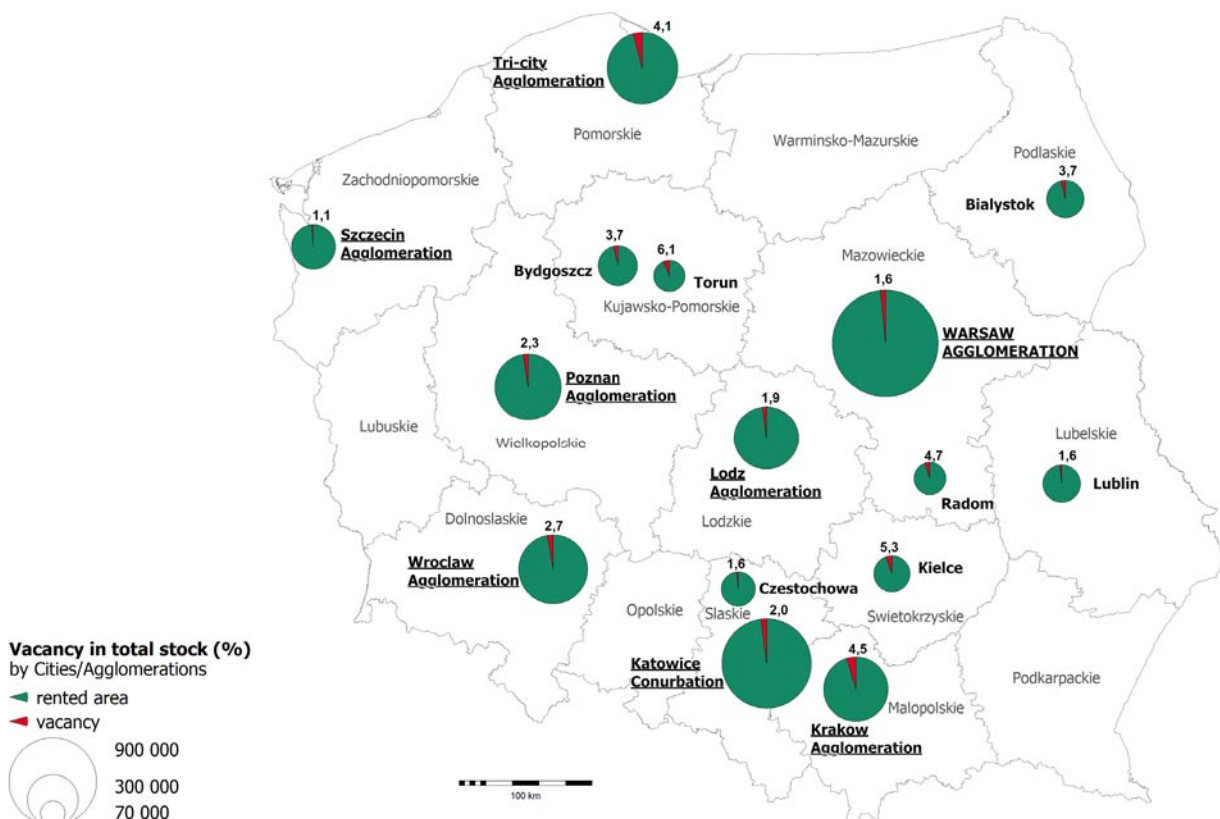 4,1
Tri-city
Agglomeration
Pomorskie
Warminsko-Mazurskie
Podlaskie
3,7
Bialystok
Zachodniopomorskie
1,1
Szczecin
Agglomeration
3,7
Bydgoszcz
6,1
Torun
Kujawsko-Pomorskie
Mazowieckie
1,6
WARSAW
AGGLOMERATION
2,3
Poznan
Agglomeration
Wielkopolskie
Lubuskie
1,9
Lodz
Agglomeration
Lodzkie
4,7
Radom
Lubelskie
1,6
Lublin
Dolnoslaskie
2,7
Wroclaw
Agglomeration
Opolskie
1,6
Czestochowa
Slaskie
2,0
Katowice
Conurbation
5,3
Kielce
Swietokrzyskie
4,5
Krakow
Agglomeration
Malopolskie
Podkarpackie
Vacancy in total stock (%)
by Cities/Agglomerations
rented area
vacancy
900 000
300 000
70 000
100 km